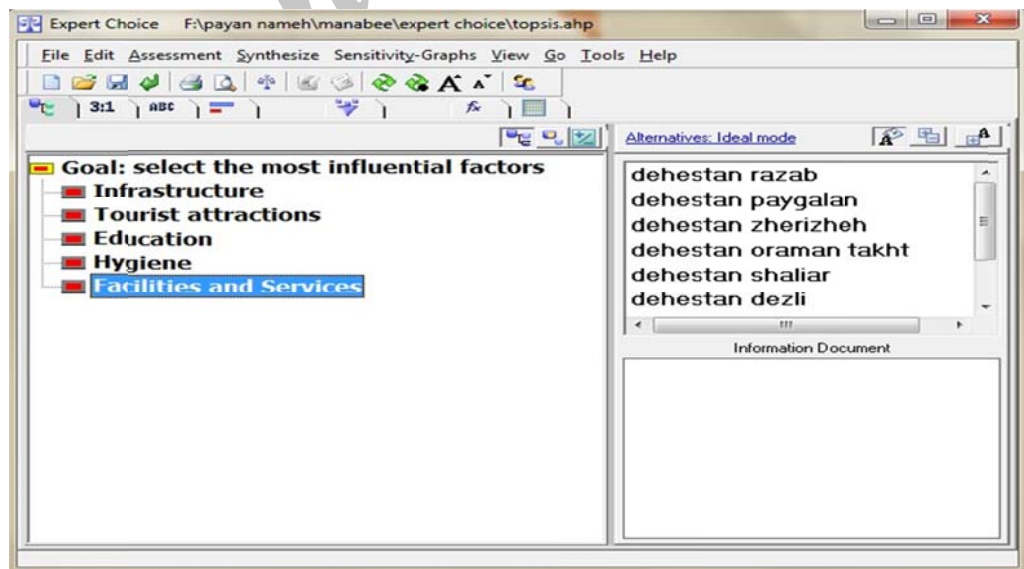 Expert Choice F:\payan nameh\manabee\expert choice\topsis.ahp
File Edit Assessment Synthesize Sensitivity-Graphs View Go Tools Help
3:1 ABC fx
Alternatives: Ideal mode
Goal: select the most influential factors
Infrastructure
Tourist attractions
Education
Hygiene
Facilities and Services
dehestan razab
dehestan paygalan
dehestan zherizheh
dehestan oraman takht
dehestan shaliar
dehestan dezli
Information Document